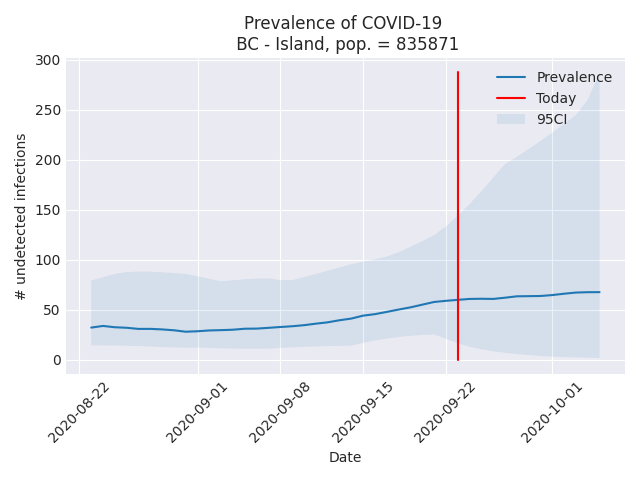 Prevalence of COVID-19
BC - Island, pop. = 835871
300
250
200
150
100
50
0
# undetected infections
Prevalence
Today
95CI
2020-08-22
2020-09-01
2020-09-08
2020-09-15
2020-09-22
2020-10-01
Date